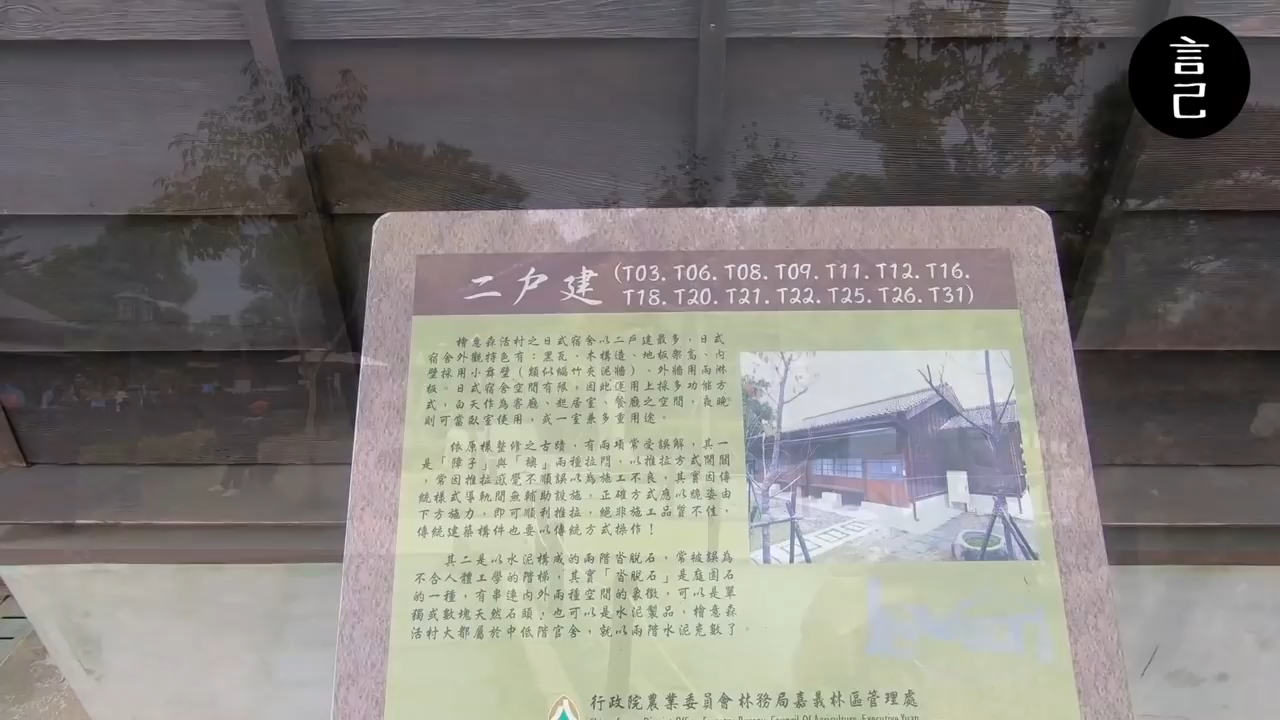 言己
二戶建
(T03. T06. T08. T09. T11. T12. T16.
T18. T20. T21. T22. T25. T26. T31)
檜意森活村之日式宿舍以二戶建最多，日式
宿舍外觀特色有：黑瓦、木構造、地板架高、內
壁採用小舞壁（類似編竹夾泥牆）、外牆用雨淋
板。日式宿舍空間有限，因此運用上採多功能方
式，白天作為客廳、起居室、餐廳之空間，夜晚
則可當臥室使用，或一室兼多重用途。
依原樣整修之古蹟，有兩項常受誤解，其一
是「障子」與「襖」兩種拉門，以推拉方式開關
，常因推拉感覺不順誤以為施工不良，其實因傳
統樣式導軌間無輔助設施，正確方式應以繞姿由
下方施力，即可順利推拉，絕非施工品質不佳，
傳統建築構件也要以傳統方式操作！
其二是以水泥構成的兩階沓脫石，常被誤為
不合人體工學的階梯，其實「沓脫石」是庭園石
的一種，有串連內外兩種空間的象徵，可以是單
獨或數塊天然石頭，也可以是水泥製品，檜意森
活村大都屬於中低階官舍，就以兩階水泥充數了。
行政院農業委員會林務局嘉義林區管理處
District Office, Forestry Bureau, Council Of Agriculture, Executive Yuan